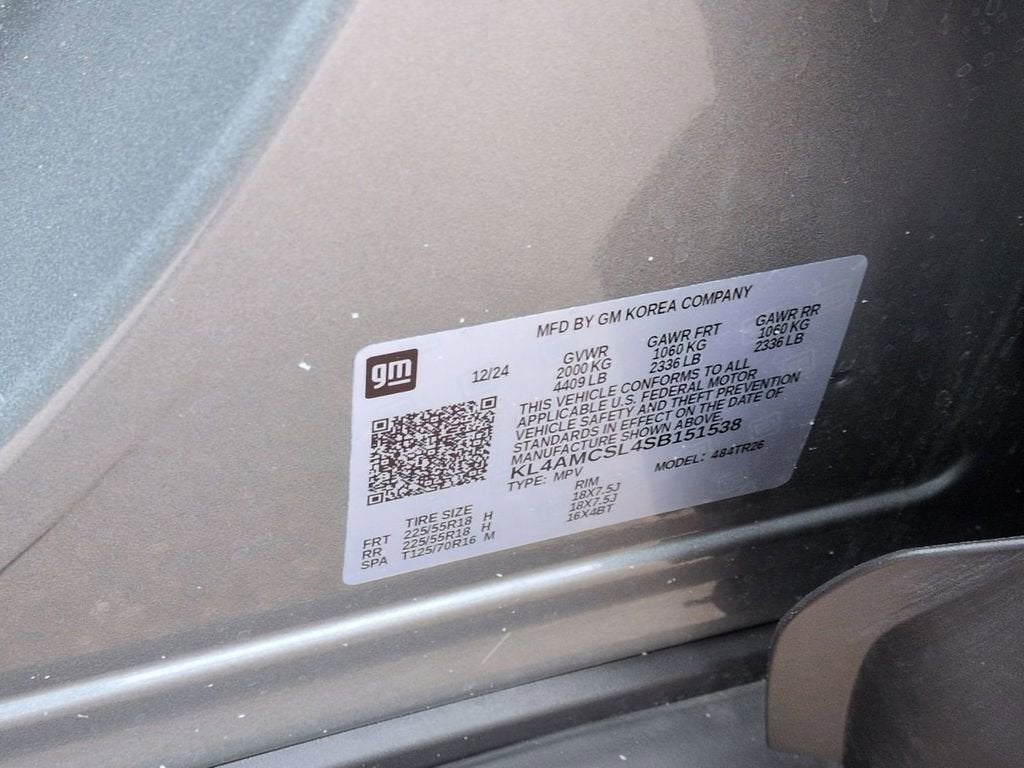 gm
MFD BY GM KOREA COMPANY
12/24
GVWR GAWR FRT GAWR RR
2000 KG 1060 KG 1060 KG
4409 LB 2336 LB 2336 LB
THIS VEHICLE CONFORMS TO ALL
APPLICABLE U.S. FEDERAL MOTOR
VEHICLE SAFETY AND THEFT PREVENTION
STANDARDS IN EFFECT ON THE DATE OF
MANUFACTURE SHOWN ABOVE.
KL4AMCSL4SB151538
TYPE: MPV MODEL: 484TR26
TIRE SIZE RIM
FRT 225/55R18 H 18X7.5J
RR 225/55R18 H 18X7.5J
SPA T125/70R16 M 16X4BT